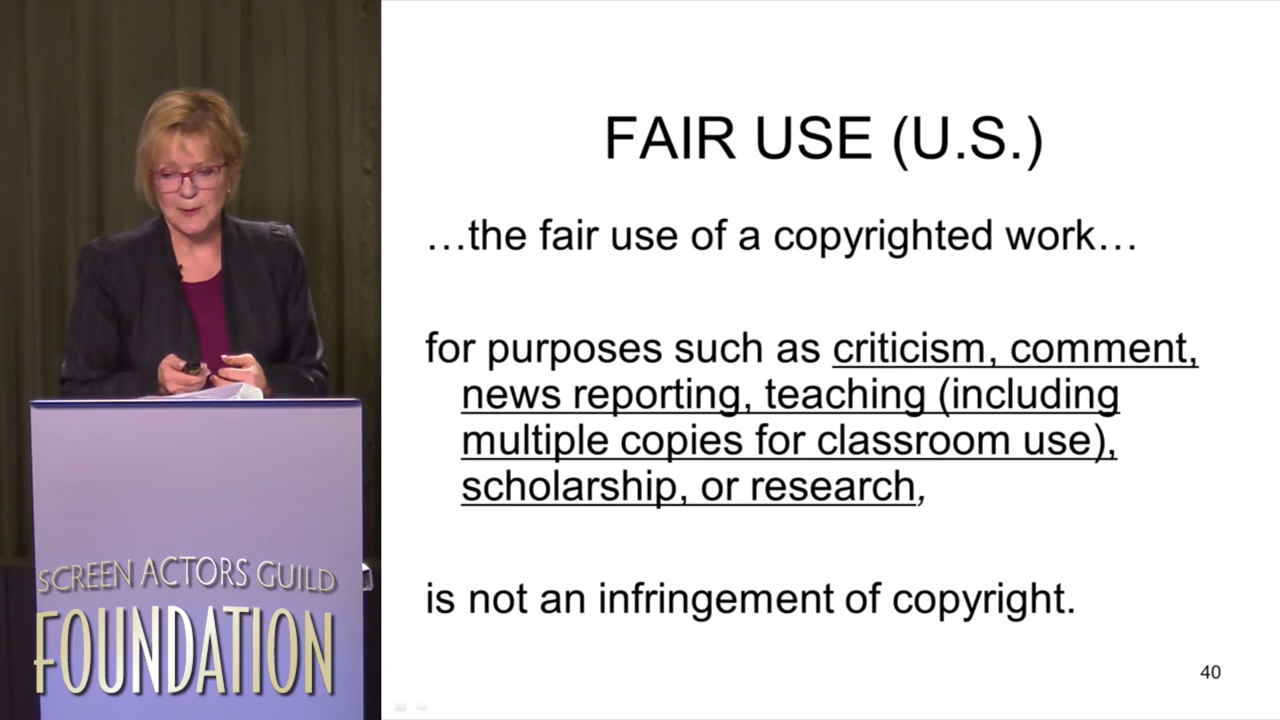 FAIR USE (U.S.)
…the fair use of a copyrighted work…
for purposes such as criticism, comment,
news reporting, teaching (including
multiple copies for classroom use),
scholarship, or research,
is not an infringement of copyright.
40
SCREEN ACTORS GUILD
FOUNDATION